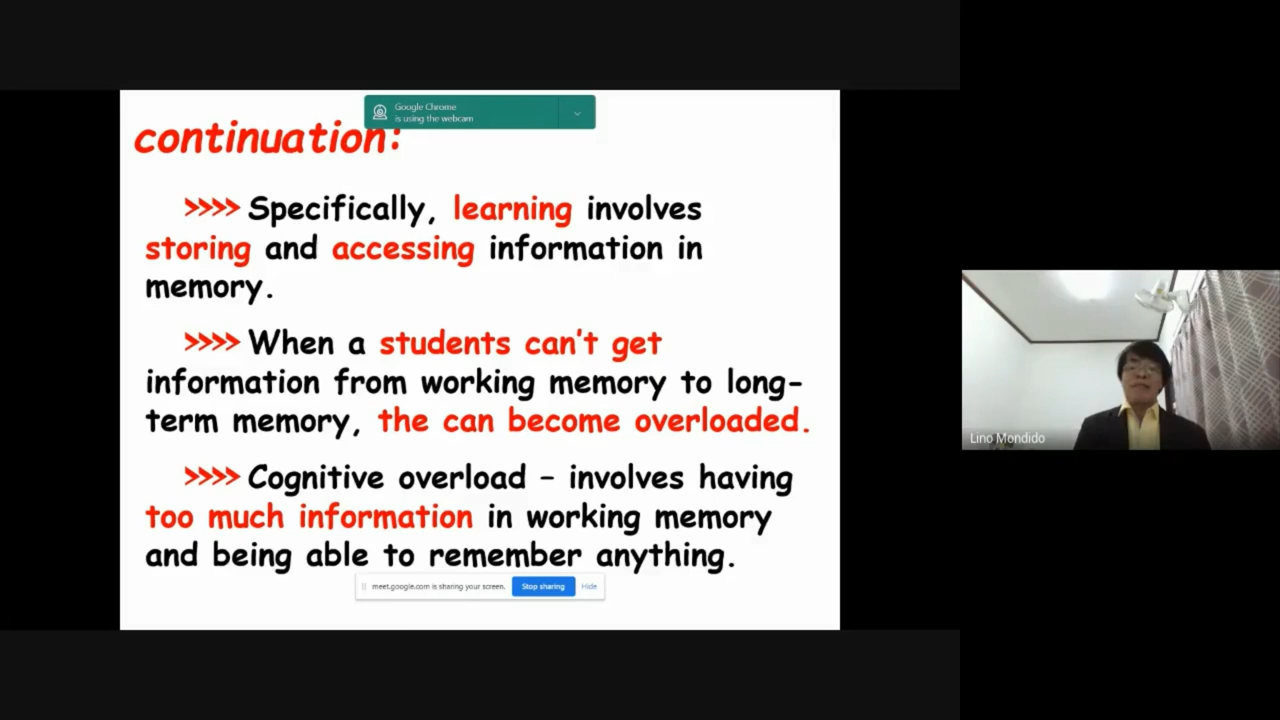 Google Chrome
is using the webcam
continuation:
>>>> Specifically, learning involves
storing and accessing information in
memory.
>>>> When a students can't get
information from working memory to long-
term memory, the can become overloaded.
>>>> Cognitive overload – involves having
too much information in working memory
and being able to remember anything.
meet.google.com is sharing your screen. Stop sharing Hide
Lino Mondido